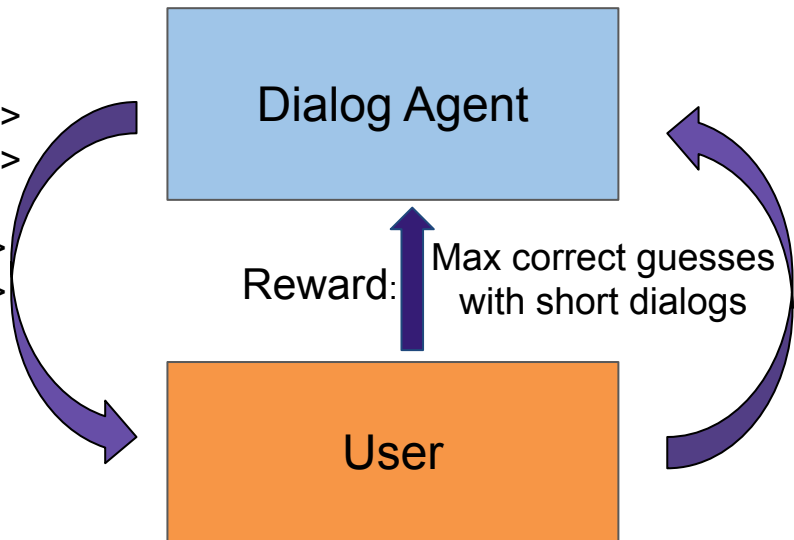 Dialog Agent
>
>
>
>
Reward:
Max correct guesses
with short dialogs
User